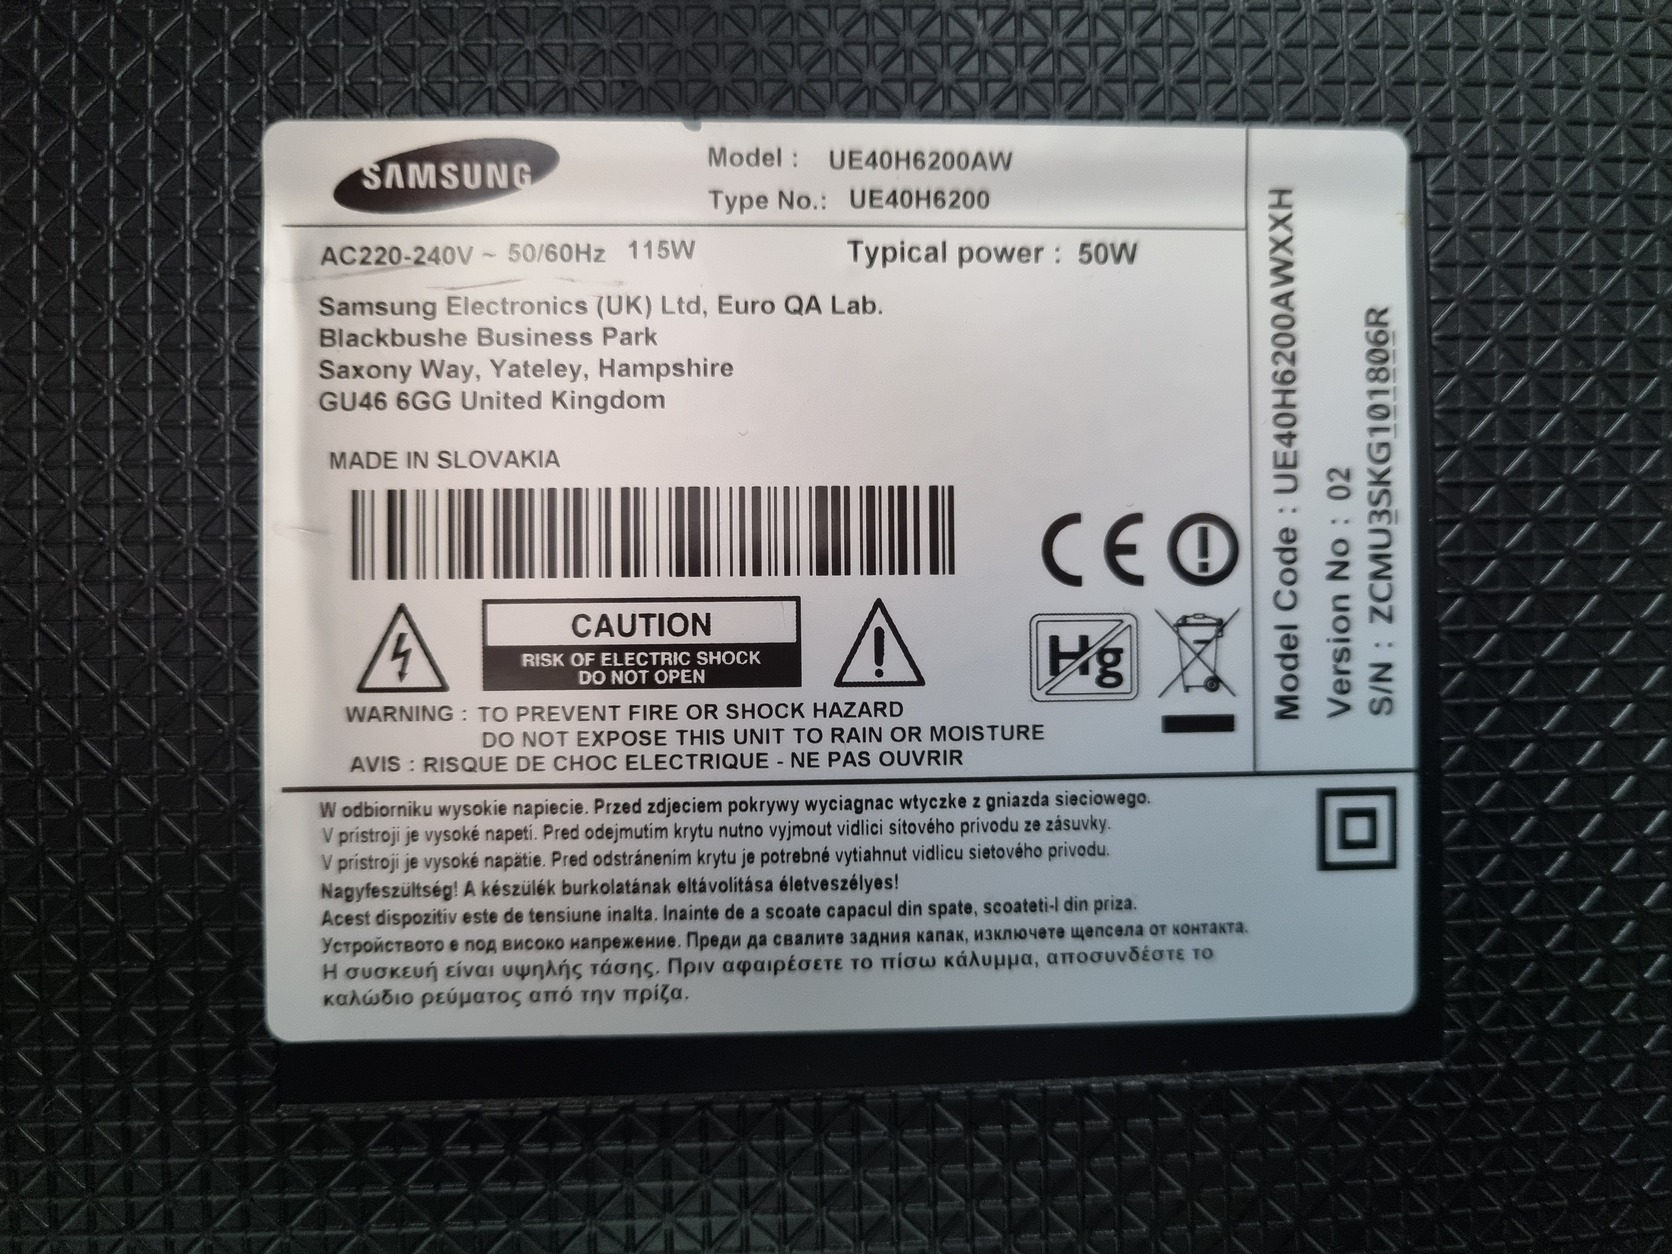 SAMSUNG
Model : UE40H6200AW
Type No.: UE40H6200
AC220-240V ~ 50/60Hz 115W Typical power : 50W
Samsung Electronics (UK) Ltd, Euro QA Lab.
Blackbushe Business Park
Saxony Way, Yateley, Hampshire
GU46 6GG United Kingdom
MADE IN SLOVAKIA
CE
CAUTION
RISK OF ELECTRIC SHOCK
DO NOT OPEN
Hg
WARNING : TO PREVENT FIRE OR SHOCK HAZARD
DO NOT EXPOSE THIS UNIT TO RAIN OR MOISTURE
AVIS : RISQUE DE CHOC ELECTRIQUE - NE PAS OUVRIR
Model Code : UE40H6200AWXXH
Version No : 02
S/N : ZCMU3SKG101806R
W odbiorniku wysokie napiecie. Przed zdjeciem pokrywy wyciagnac wtyczke z gniazda sieciowego.
V pristroji je vysoké napeti. Pred odejmutím krytu nutno vyjmout vidlici sítového privodu ze zásuvky.
V pristroji je vysoké napätie. Pred odstránením krytu je potrebné vytiahnut vidlicu sietového privodu.
Nagyfeszültség! A készülék burkolatának eltávolitása életveszélyes!
Acest dispozitiv este de tensiune inalta. Inainte de a scoate capacul din spate, scoateti-l din priza.
Устройството е под високо напрежение. Преди да свалите задния капак, изключете щепсела от контакта.
Η συσκευή είναι υψηλής τάσης. Πριν αφαιρέσετε το πίσω κάλυμμα, αποσυνδέστε το
καλώδιο ρεύματος από την πρίζα.